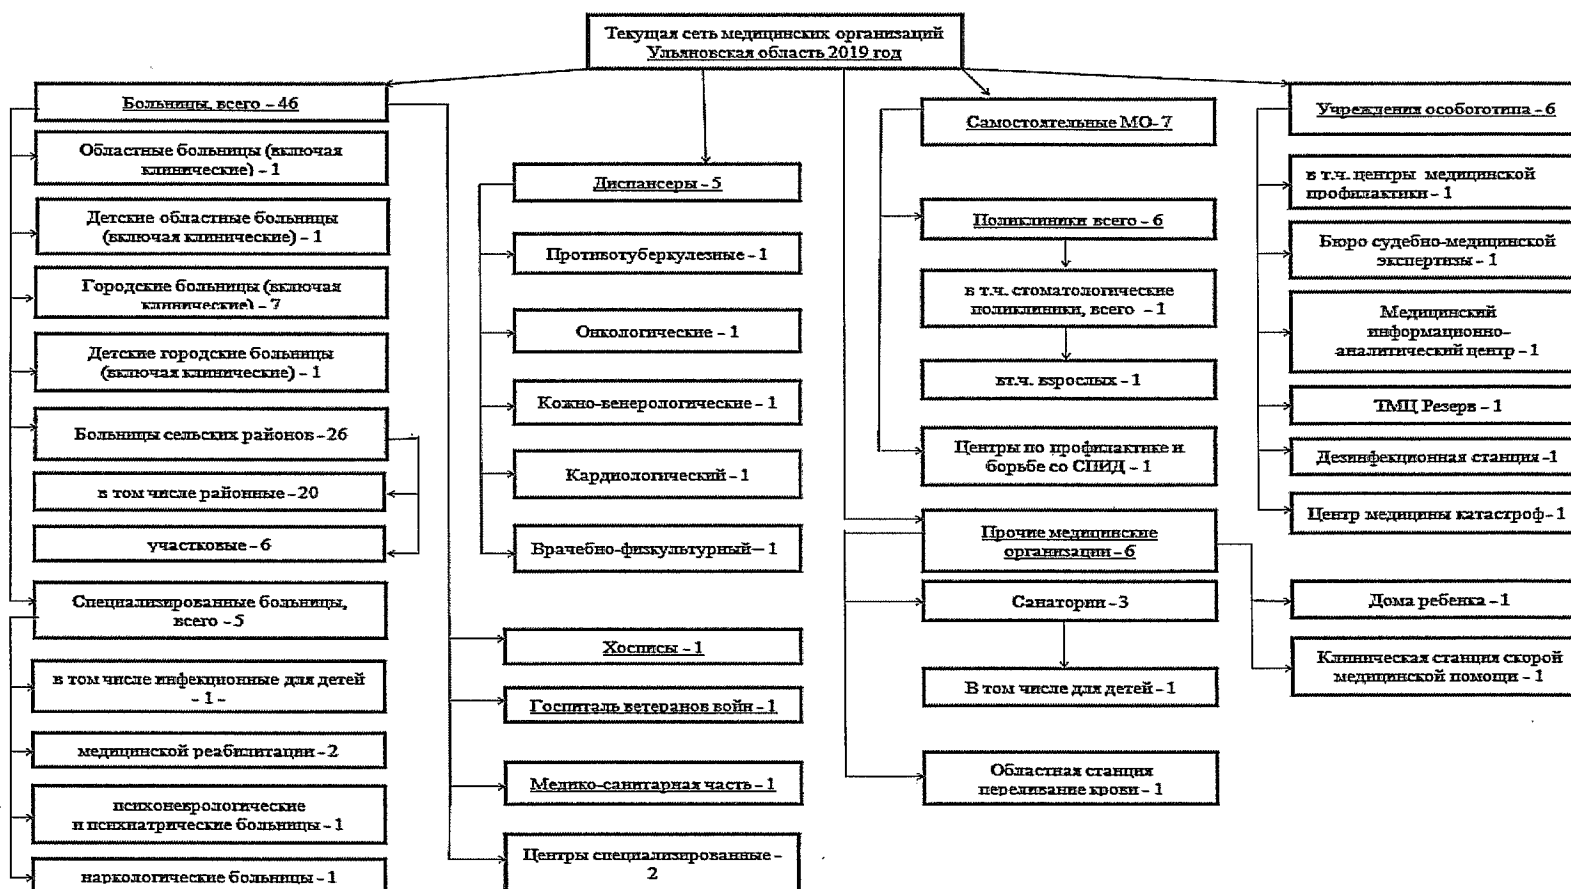 Текущая сеть медицинских организаций
Ульяновская область 2019 год
Больницы, всего – 46
Областные больницы (включая
клинические) – 1
Детские областные больницы
(включая клинические) – 1
Городские больницы (включая
клинические) – 7
Детские городские больницы
(включая клинические) – 1
Больницы сельских районов – 26
в том числе районные – 20
участковые – 6
Специализированные больницы,
всего – 5
в том числе инфекционные для детей
– 1 –
медицинской реабилитации – 2
психоневрологические
и психиатрические больницы – 1
наркологические больницы – 1
Диспансеры – 5
Противотуберкулезные – 1
Онкологические – 1
Кожно-венерологические – 1
Кардиологический – 1
Врачебно-физкультурный – 1
Хосписы – 1
Госпиталь ветеранов войн – 1
Медико-санитарная часть – 1
Центры специализированные –
2
Самостоятельные МО- 7
Поликлиники всего – 6
в т.ч. стоматологические
поликлиники, всего – 1
вт.ч. взрослых – 1
Центры по профилактике и
борьбе со СПИД – 1
Прочие медицинские
организации – 6
Санатории – 3
В том числе для детей – 1
Областная станция
переливание крови – 1
Учреждения особоготипа – 6
в т.ч. центры медицинской
профилактики – 1
Бюро судебно-медицинской
экспертизы – 1
Медицинский
информационно-
аналитический центр – 1
ТМЦ Резерв – 1
Дезинфекционная станция -1
Центр медицины катастроф – 1
Дома ребенка – 1
Клиническая станция скорой
медицинской помощи – 1